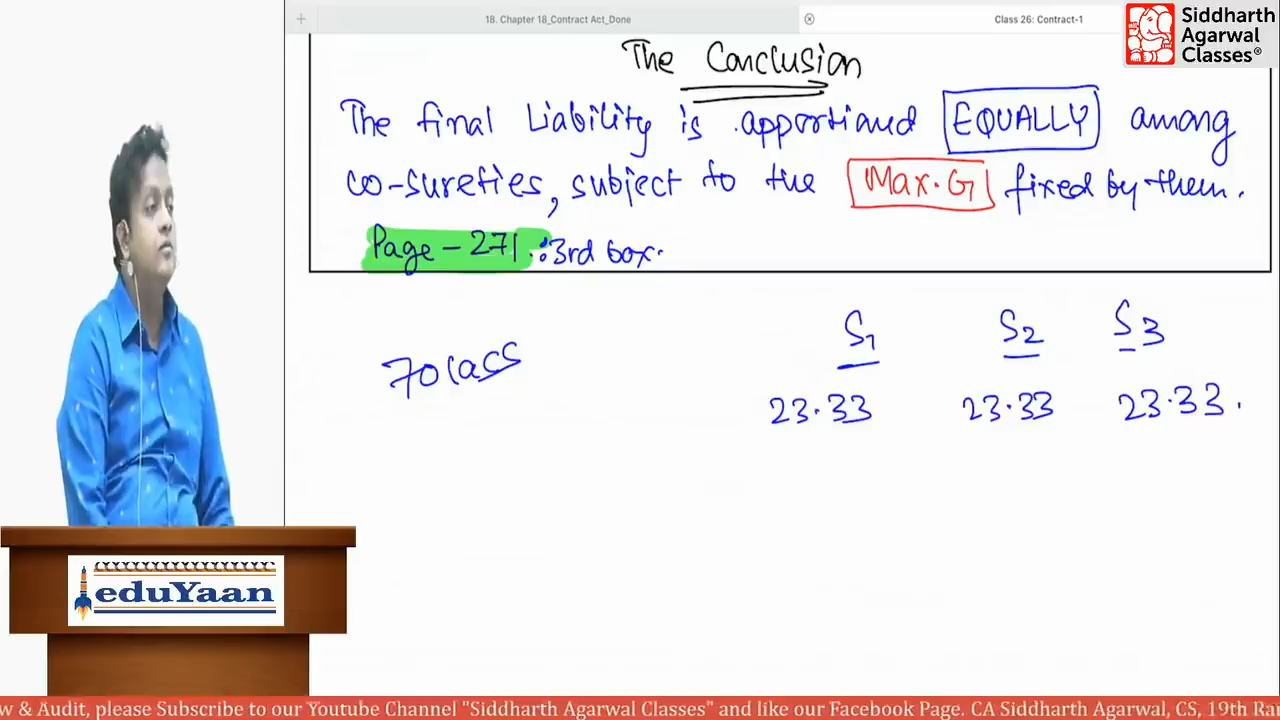 18. Chapter 18_Contract Act_Done
Class 26: Contract-1
Siddharth
Agarwal
Classes®
The Conclusion
The final Liability is apportioned EQUALLY among
co-sureties, subject to the Max. G fixed by them.
Page - 271 :3rd box.
S1 S2 S3
70 lacs
23.33 23.33 23.33.
eduYaan
w & Audit, please Subscribe to our Youtube Channel "Siddharth Agarwal Classes" and like our Facebook Page. CA Siddharth Agarwal, CS, 19th Ra